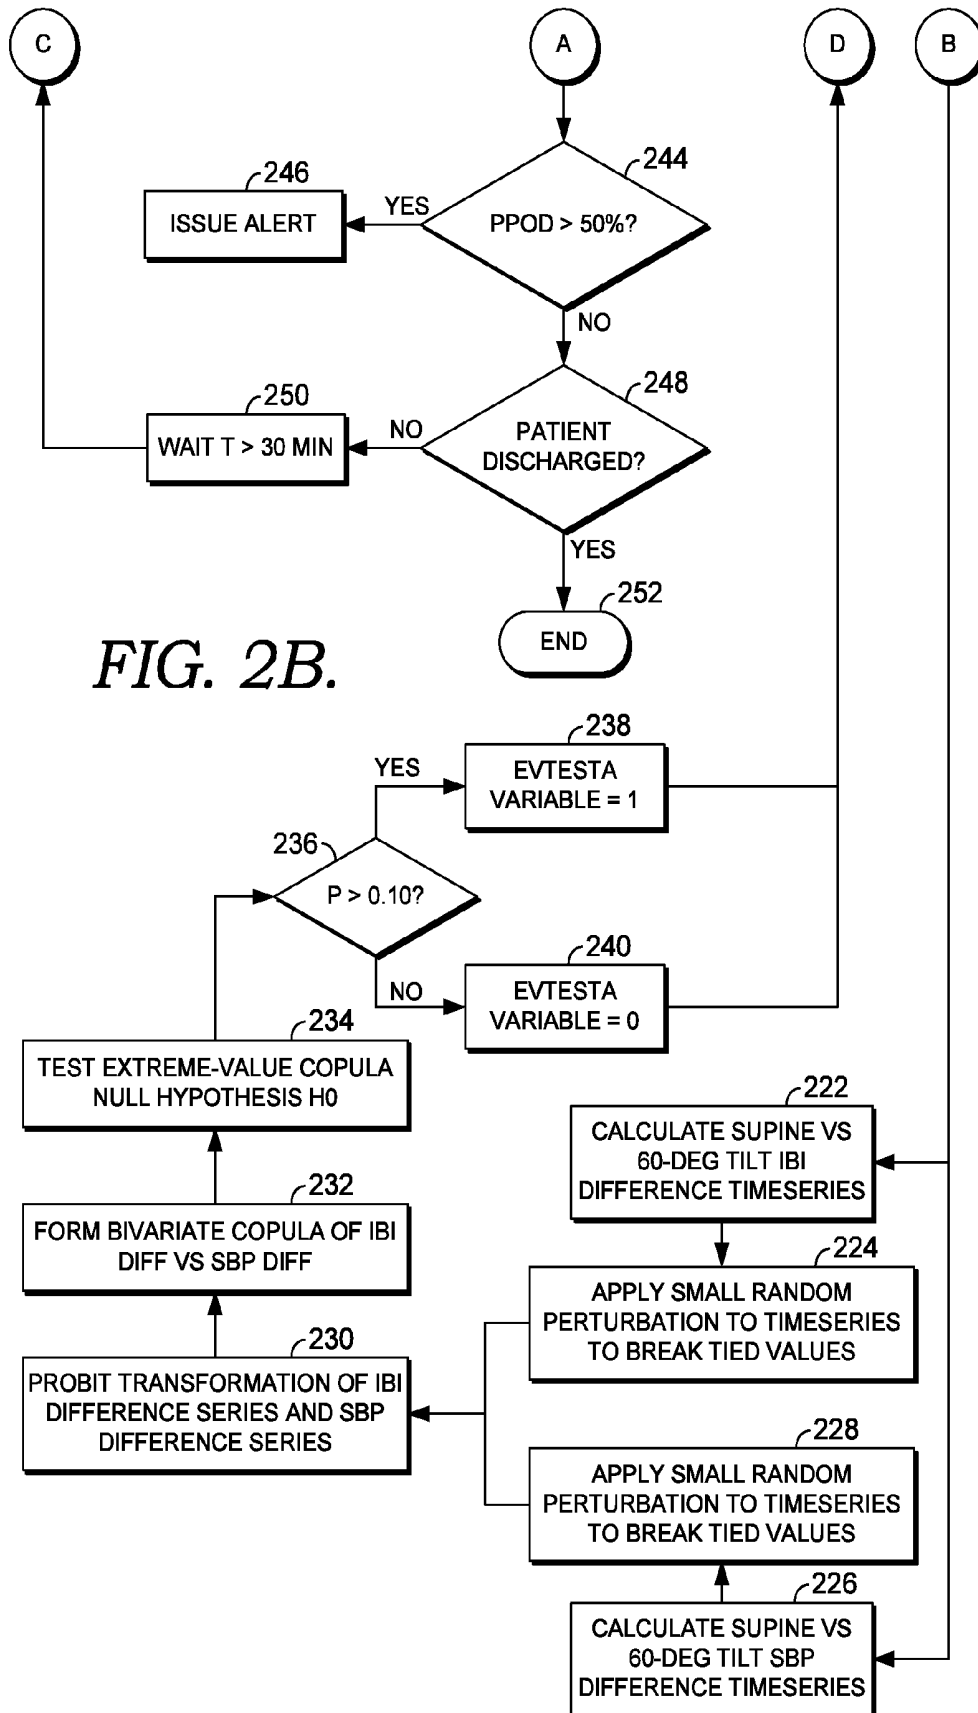 C
A
D
B
246
ISSUE ALERT
YES
244
PPOD > 50%?
NO
250
WAIT T > 30 MIN
NO
248
PATIENT
DISCHARGED?
YES
252
END
FIG. 2B.
238
EVTESTA
VARIABLE = 1
YES
236
P > 0.10?
NO
240
EVTESTA
VARIABLE = 0
234
TEST EXTREME-VALUE COPULA
NULL HYPOTHESIS H0
222
CALCULATE SUPINE VS
60-DEG TILT IBI
DIFFERENCE TIMESERIES
232
FORM BIVARIATE COPULA OF IBI
DIFF VS SBP DIFF
224
APPLY SMALL RANDOM
PERTURBATION TO TIMESERIES
TO BREAK TIED VALUES
230
PROBIT TRANSFORMATION OF IBI
DIFFERENCE SERIES AND SBP
DIFFERENCE SERIES
228
APPLY SMALL RANDOM
PERTURBATION TO TIMESERIES
TO BREAK TIED VALUES
226
CALCULATE SUPINE VS
60-DEG TILT SBP
DIFFERENCE TIMESERIES